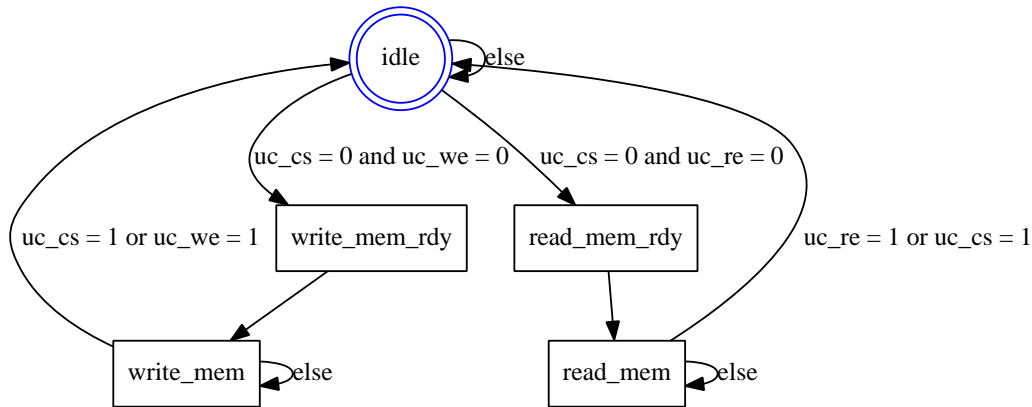 idle
else
uc_cs = 0 and uc_we = 0
uc_cs = 0 and uc_re = 0
write_mem_rdy
read_mem_rdy
uc_cs = 1 or uc_we = 1
uc_re = 1 or uc_cs = 1
write_mem
else
read_mem
else